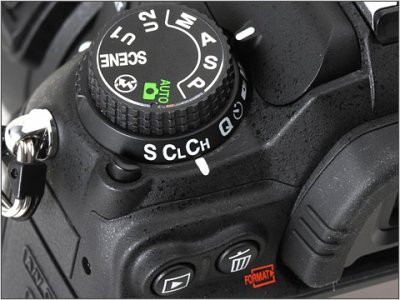 M A S P
U2
U1
SCENE
AUTO
S CL CH Q
FORMAT